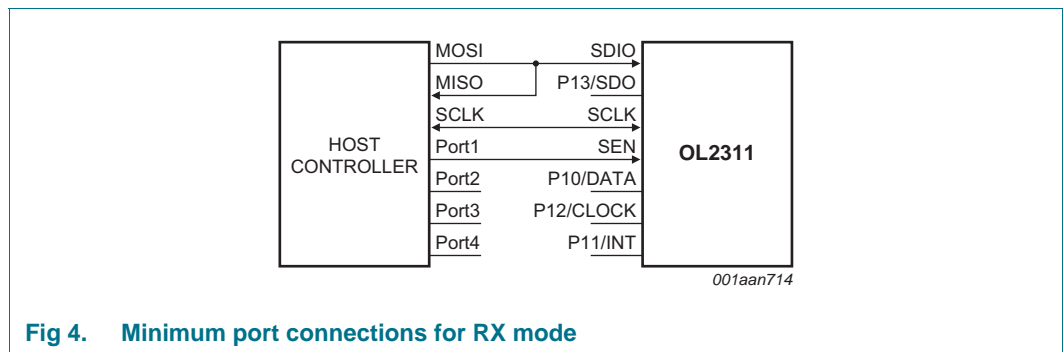 MOSI SDIO
MISO P13/SDO
SCLK SCLK
HOST CONTROLLER
Port1 SEN
OL2311
Port2 P10/DATA
Port3 P12/CLOCK
Port4 P11/INT
001aan714
Fig 4. Minimum port connections for RX mode